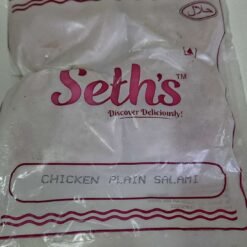 حلال
Seth's™
Discover Deliciously!
CHICKEN PLAIN SALAMI